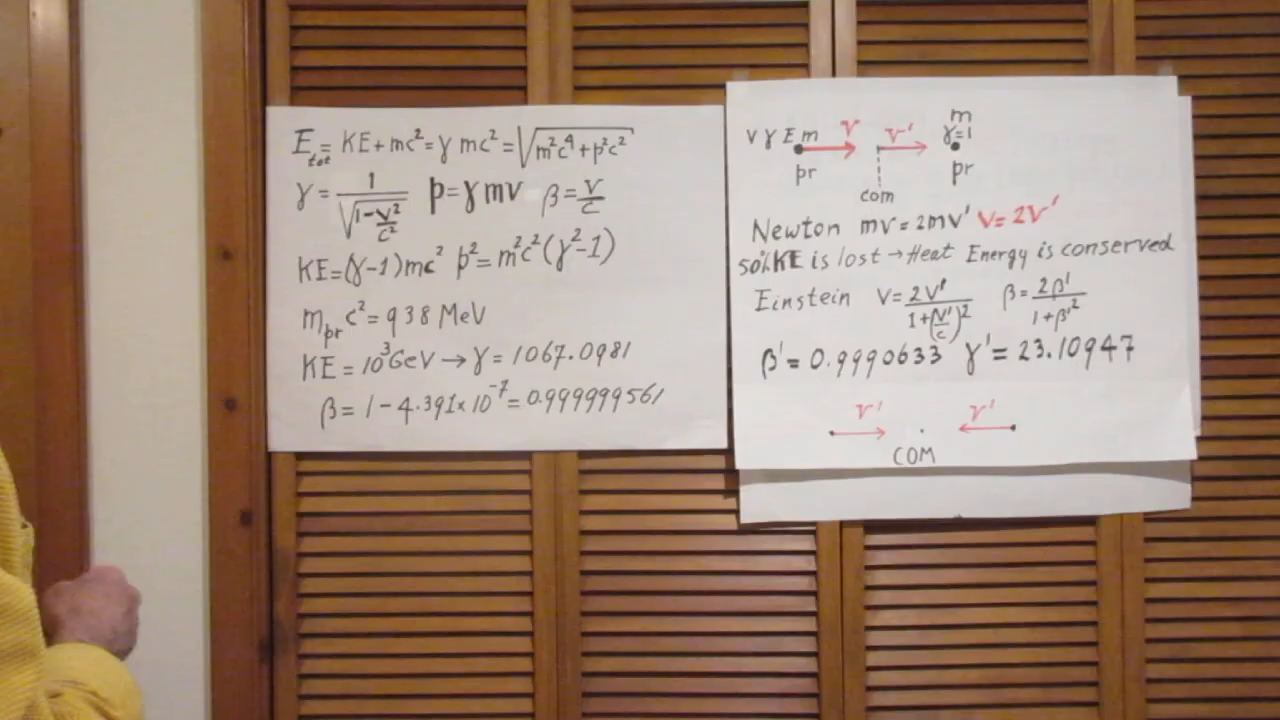 E_tot = KE + mc² = γ mc² = √(m²c⁴ + p²c²)
γ = 1/√(1 - v²/c²) p = γ mv β = v/c
KE = (γ-1)mc² p² = m²c²(γ²-1)
m_pr c² = 938 MeV
KE = 10³ GeV → γ = 1067.0981
β = 1 - 4.391 × 10⁻⁷ = 0.999999561
m
v γ E m v v' γ=1
pr com pr
Newton mv = 2mv' v = 2v'
50% KE is lost → Heat Energy is conserved
Einstein v = 2v'/(1+(v'/c)²) β = 2β'/(1+β'²)
β' = 0.9990633 γ' = 23.10947
v' v'
COM